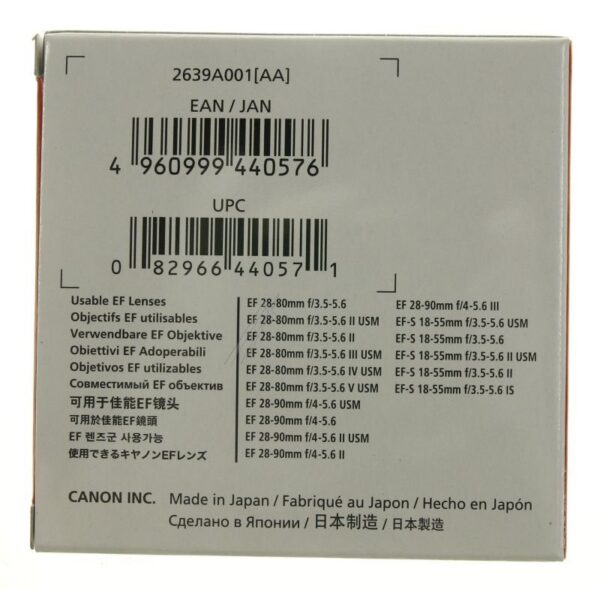 2639A001[AA]
EAN / JAN
4 960999 440576
UPC
0 82966 44057 1
Usable EF Lenses
Objectifs EF utilisables
Verwendbare EF Objektive
Obiettivi EF Adoperabili
Objetivos EF utilizables
Совместимый EF объектив
可用于佳能EF镜头
可用於佳能EF鏡頭
EF 렌즈군 사용가능
使用できるキヤノンEFレンズ
EF 28-80mm f/3.5-5.6
EF 28-80mm f/3.5-5.6 II USM
EF 28-80mm f/3.5-5.6 II
EF 28-80mm f/3.5-5.6 III USM
EF 28-80mm f/3.5-5.6 IV USM
EF 28-80mm f/3.5-5.6 V USM
EF 28-90mm f/4-5.6 USM
EF 28-90mm f/4-5.6
EF 28-90mm f/4-5.6 II USM
EF 28-90mm f/4-5.6 II
EF 28-90mm f/4-5.6 III
EF-S 18-55mm f/3.5-5.6 USM
EF-S 18-55mm f/3.5-5.6
EF-S 18-55mm f/3.5-5.6 II USM
EF-S 18-55mm f/3.5-5.6 II
EF-S 18-55mm f/3.5-5.6 IS
CANON INC. Made in Japan / Fabriqué au Japon / Hecho en Japón
Сделано в Японии / 日本制造 / 日本製造